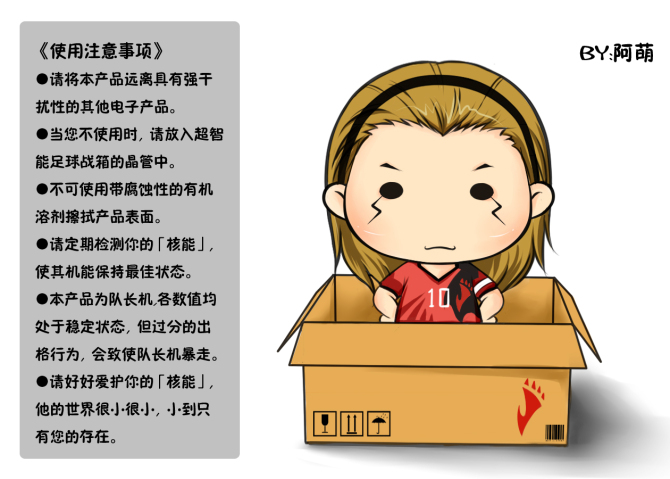 《使用注意事项》
●请将本产品远离具有强干
扰性的其他电子产品。
●当您不使用时, 请放入超智
能足球战箱的晶管中。
●不可使用带腐蚀性的有机
溶剂擦拭产品表面。
●请定期检测你的「核能」,
使其机能保持最佳状态。
●本产品为队长机,各数值均
处于稳定状态, 但过分的出
格行为, 会致使队长机暴走。
●请好好爱护你的「核能」,
他的世界很小很小, 小到只
有您的存在。
BY:阿萌
10